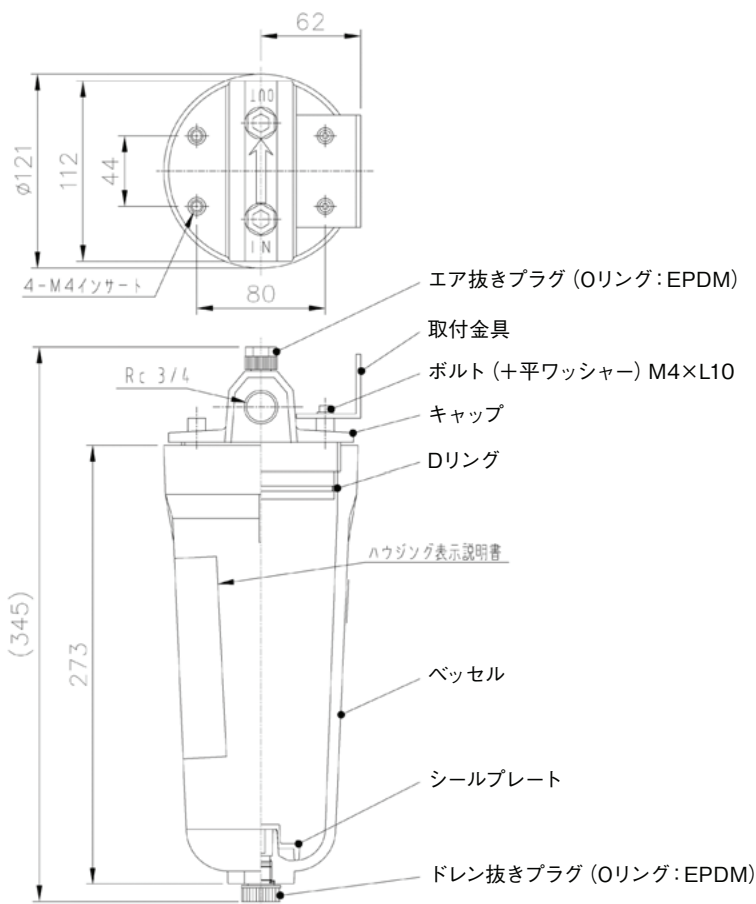 62
OUT
φ121
112
44
IN
4-M4インサート
80
エア抜きプラグ(Oリング:EPDM)
取付金具
Rc 3/4
ボルト(+平ワッシャー)M4×L10
キャップ
Dリング
ハウジング表示説明書
(345)
273
ベッセル
シールプレート
ドレン抜きプラグ(Oリング:EPDM)